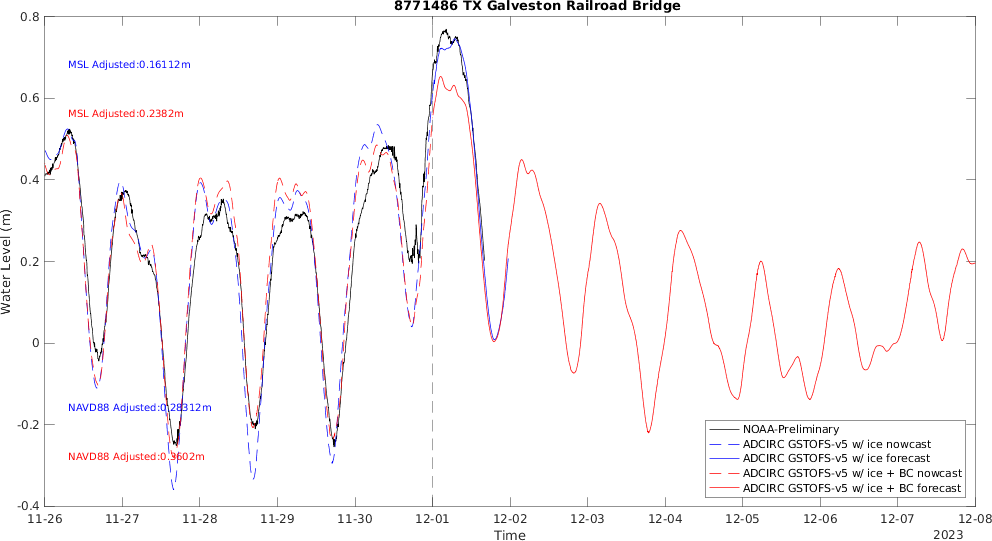 8771486 TX Galveston Railroad Bridge
0.8
0.6
0.4
0.2
0
-0.2
-0.4
Water Level (m)
MSL Adjusted:0.16112m
MSL Adjusted:0.2382m
NAVD88 Adjusted:0.28312m
NAVD88 Adjusted:0.3602m
NOAA-Preliminary
ADCIRC GSTOFS-v5 w/ ice nowcast
ADCIRC GSTOFS-v5 w/ ice forecast
ADCIRC GSTOFS-v5 w/ ice + BC nowcast
ADCIRC GSTOFS-v5 w/ ice + BC forecast
11-26 11-27 11-28 11-29 11-30 12-01 12-02 12-03 12-04 12-05 12-06 12-07 12-08
Time
2023